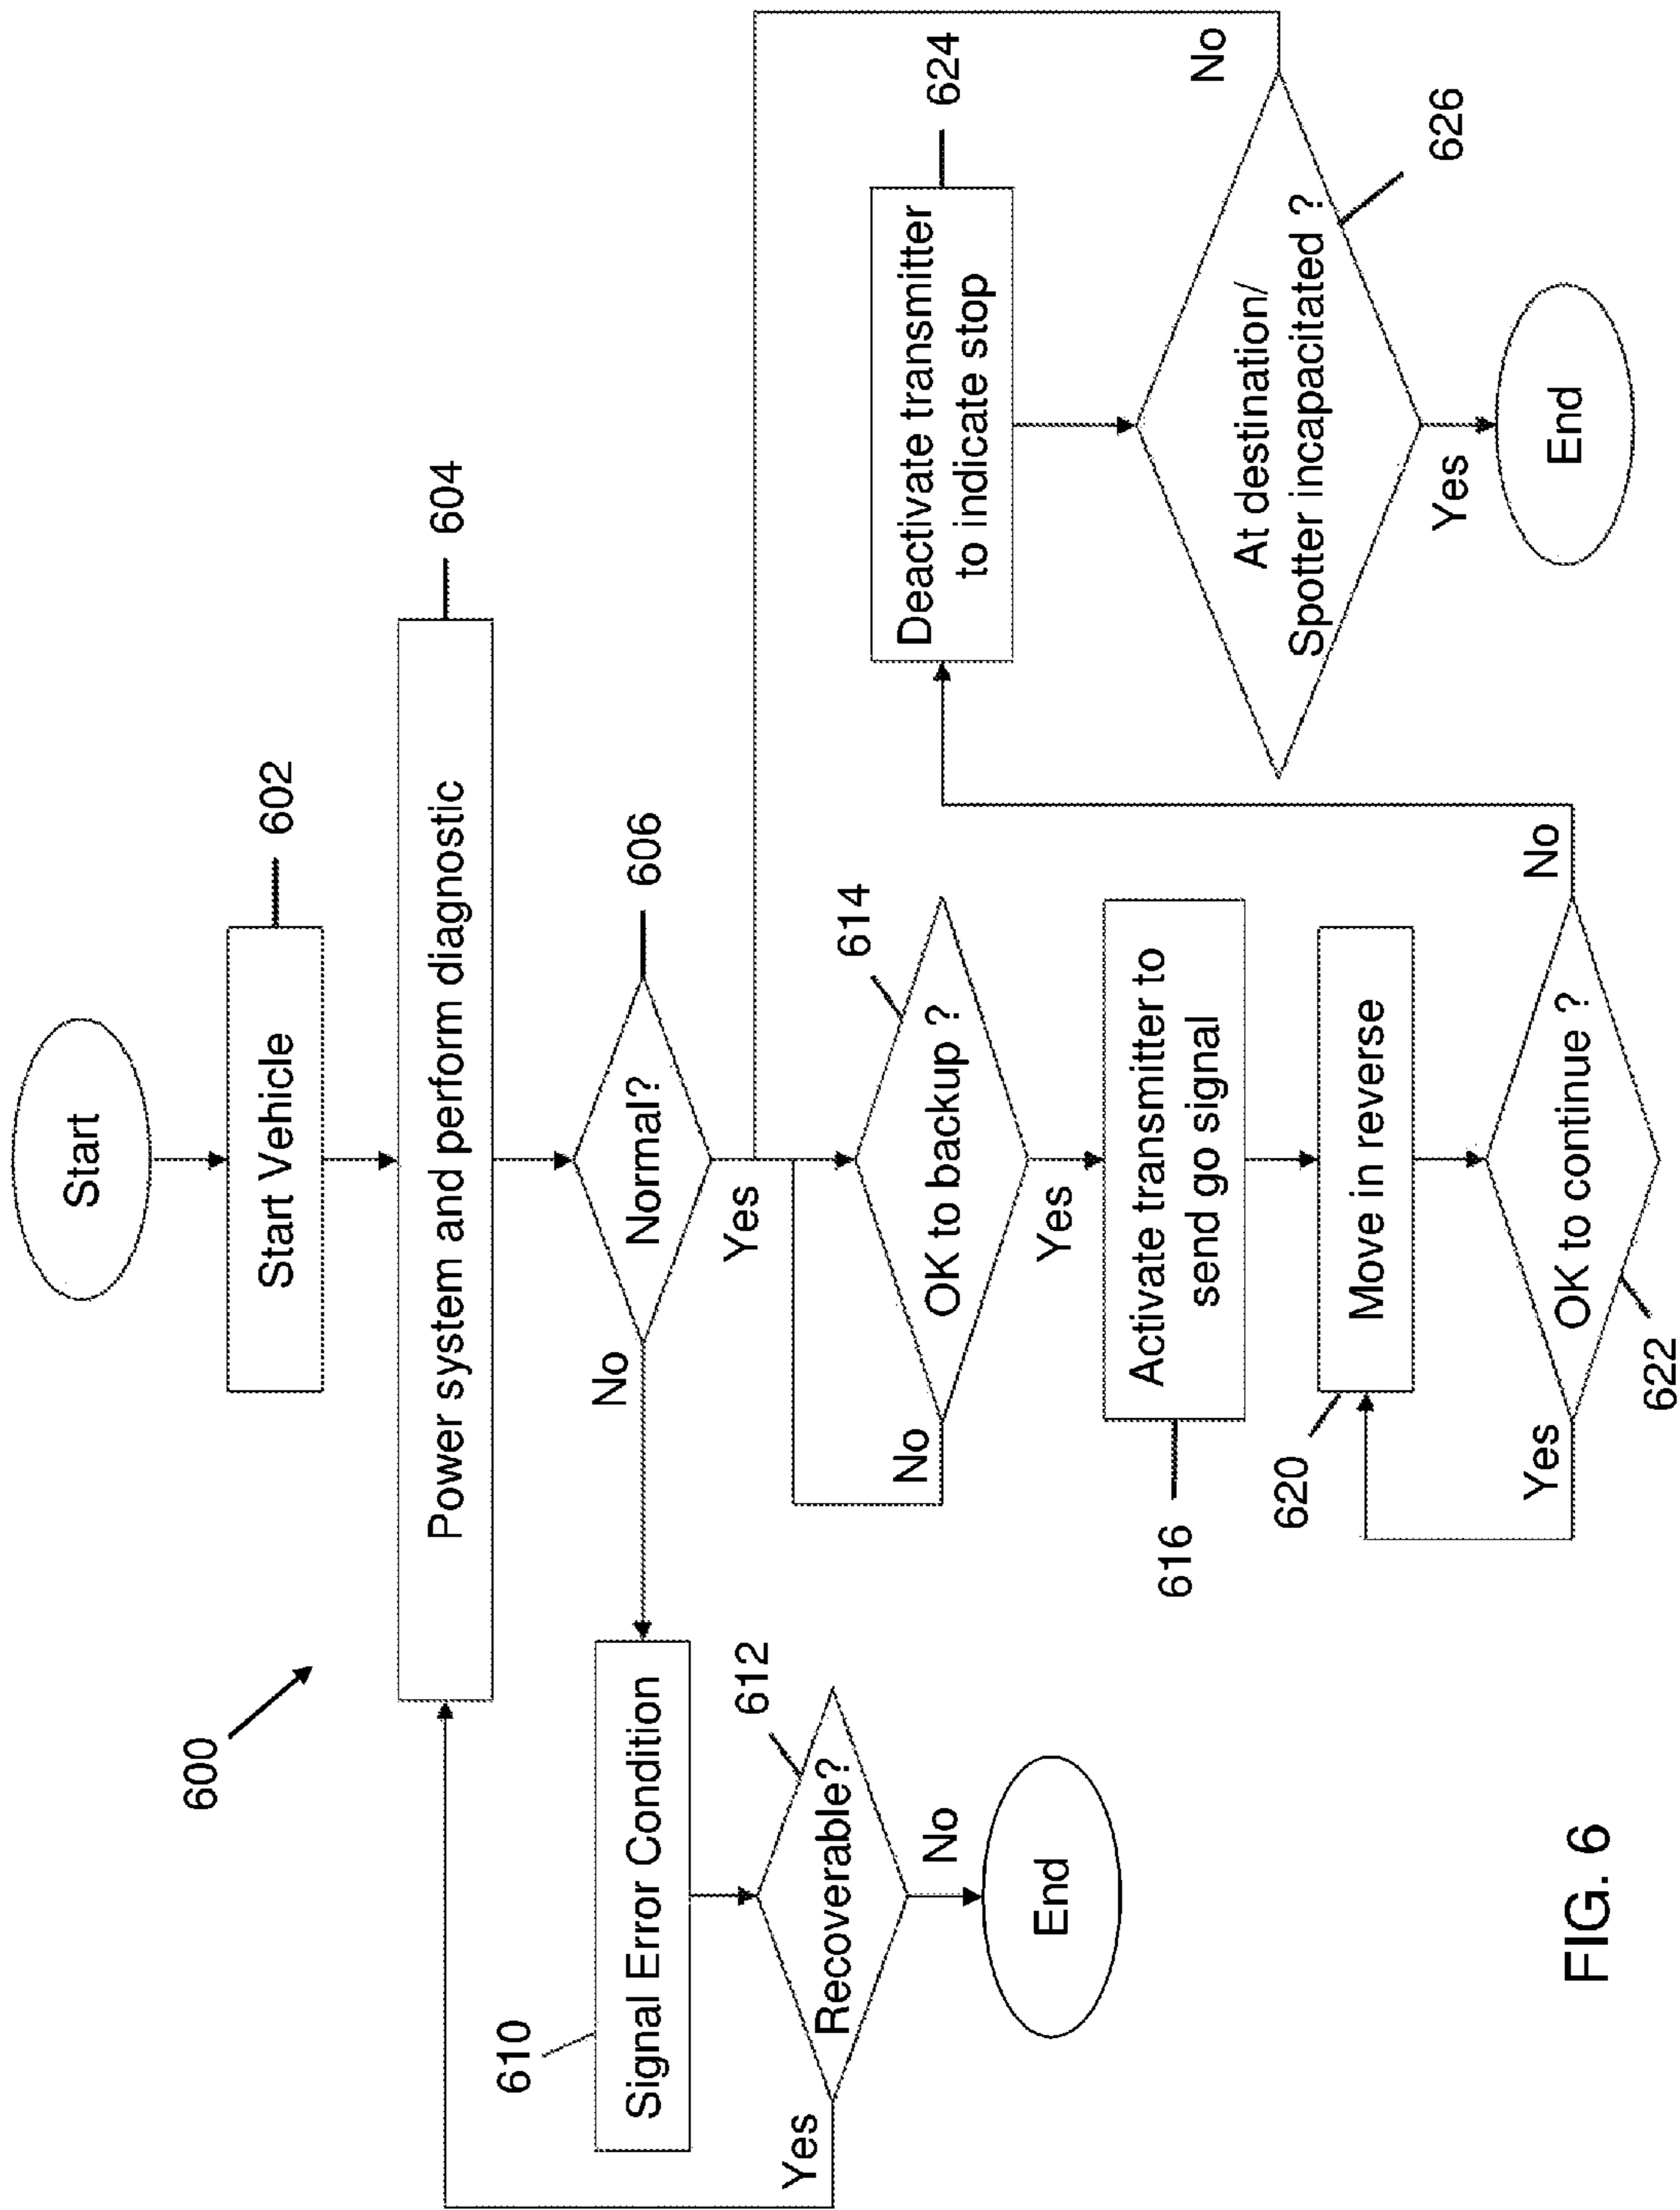 600
Start
Start Vehicle
602
Power system and perform diagnostic
604
Normal?
606
No
Yes
610
Signal Error Condition
Recoverable?
612
Yes
No
End
OK to backup ?
614
No
Yes
Activate transmitter to
send go signal
616
Move in reverse
620
OK to continue ?
622
Yes
No
Deactivate transmitter
to indicate stop
624
At destination/
Spotter incapacitated ?
626
No
Yes
End
FIG. 6